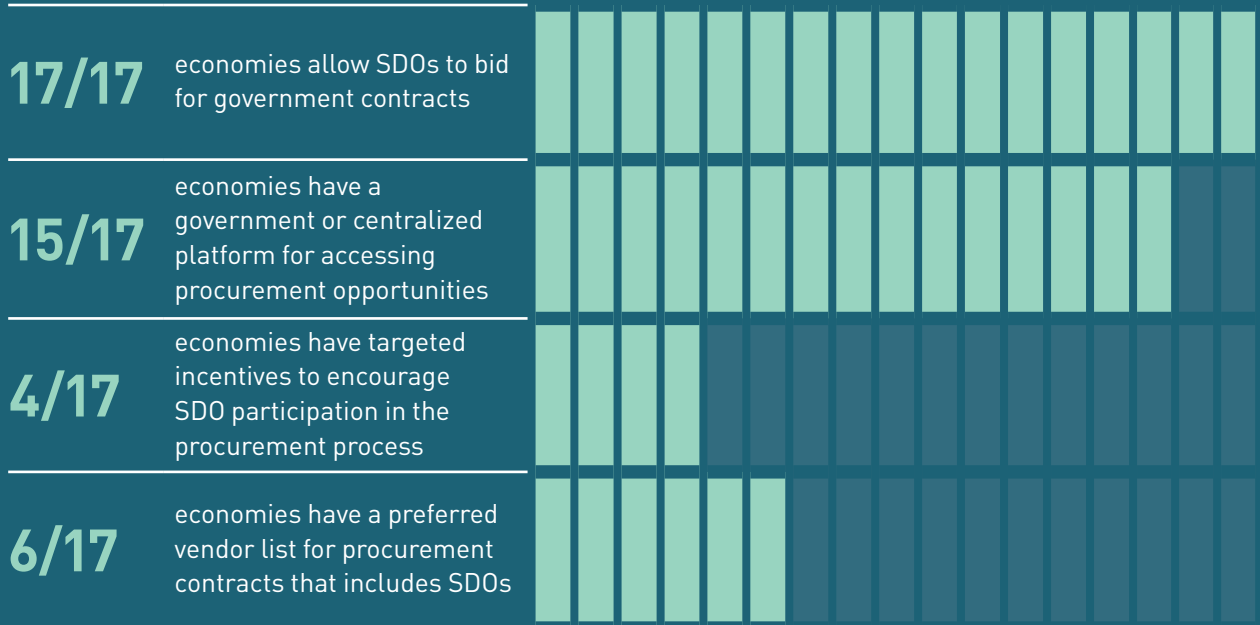 17/17
economies allow SDOs to bid
for government contracts
15/17
economies have a
government or centralized
platform for accessing
procurement opportunities
4/17
economies have targeted
incentives to encourage
SDO participation in the
procurement process
6/17
economies have a preferred
vendor list for procurement
contracts that includes SDOs